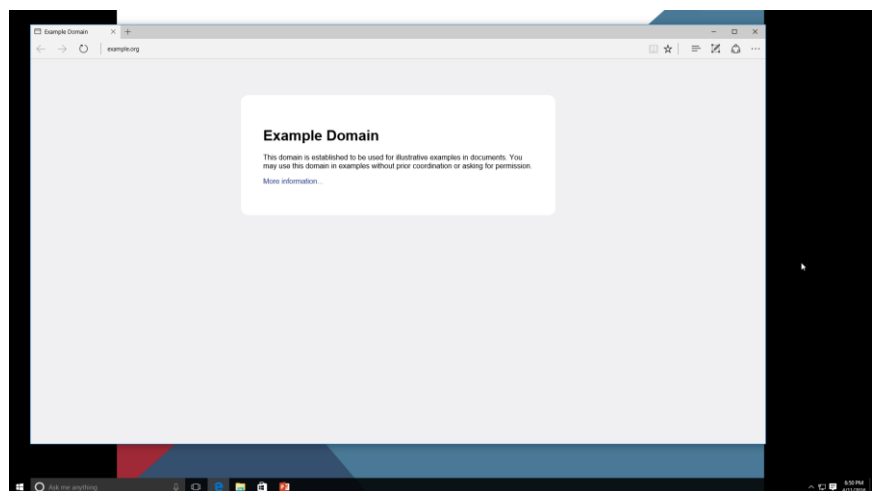 Example Domain
example.org
Example Domain
This domain is established to be used for illustrative examples in documents. You
may use this domain in examples without prior coordination or asking for permission.
More information...
Ask me anything
6:50 PM